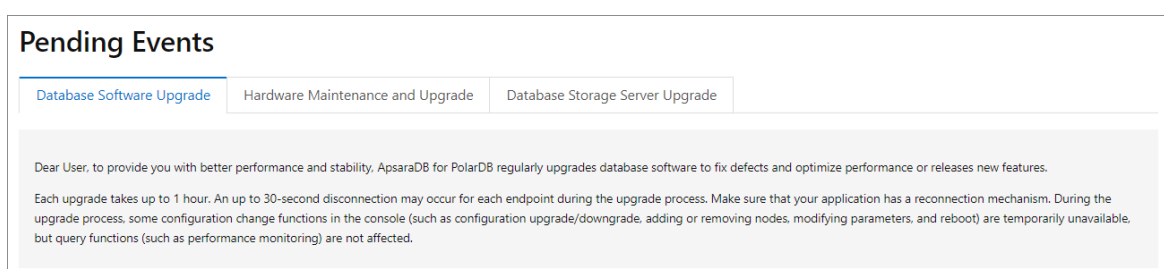 Pending Events
Database Software Upgrade
Hardware Maintenance and Upgrade
Database Storage Server Upgrade
Dear User, to provide you with better performance and stability, ApsaraDB for PolarDB regularly upgrades database software to fix defects and optimize performance or releases new features.
Each upgrade takes up to 1 hour. An up to 30-second disconnection may occur for each endpoint during the upgrade process. Make sure that your application has a reconnection mechanism. During the
upgrade process, some configuration change functions in the console (such as configuration upgrade/downgrade, adding or removing nodes, modifying parameters, and reboot) are temporarily unavailable,
but query functions (such as performance monitoring) are not affected.